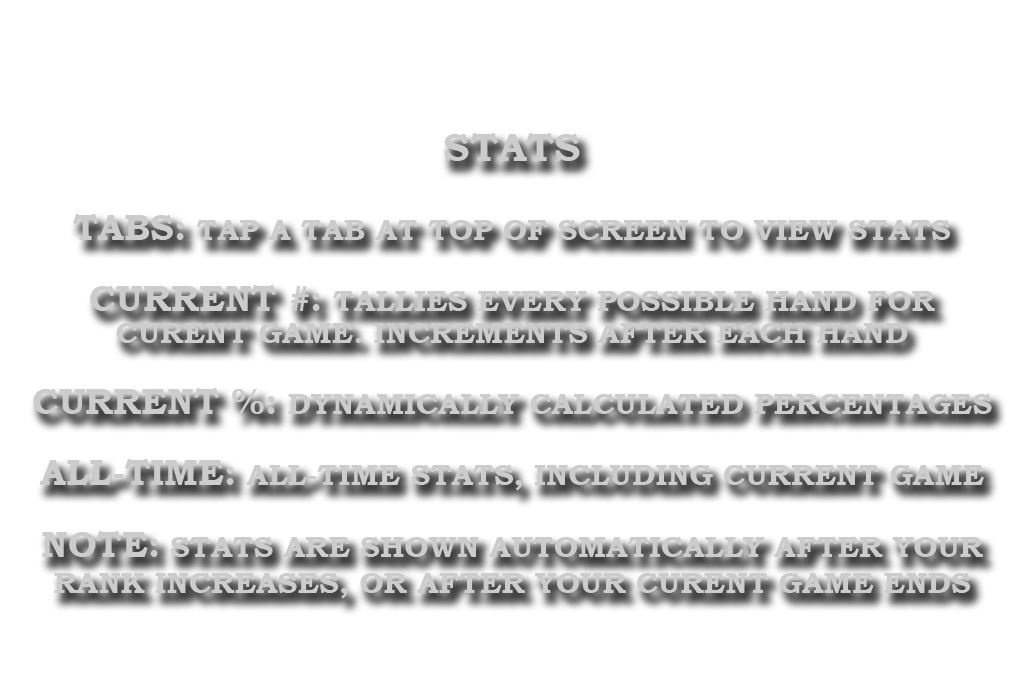 STATS
TABS: TAP A TAB AT TOP OF SCREEN TO VIEW STATS
CURRENT #: TALLIES EVERY POSSIBLE HAND FOR
CURENT GAME. INCREMENTS AFTER EACH HAND
CURRENT %: DYNAMICALLY CALCULATED PERCENTAGES
ALL-TIME: ALL-TIME STATS, INCLUDING CURRENT GAME
NOTE: STATS ARE SHOWN AUTOMATICALLY AFTER YOUR
RANK INCREASES, OR AFTER YOUR CURENT GAME ENDS